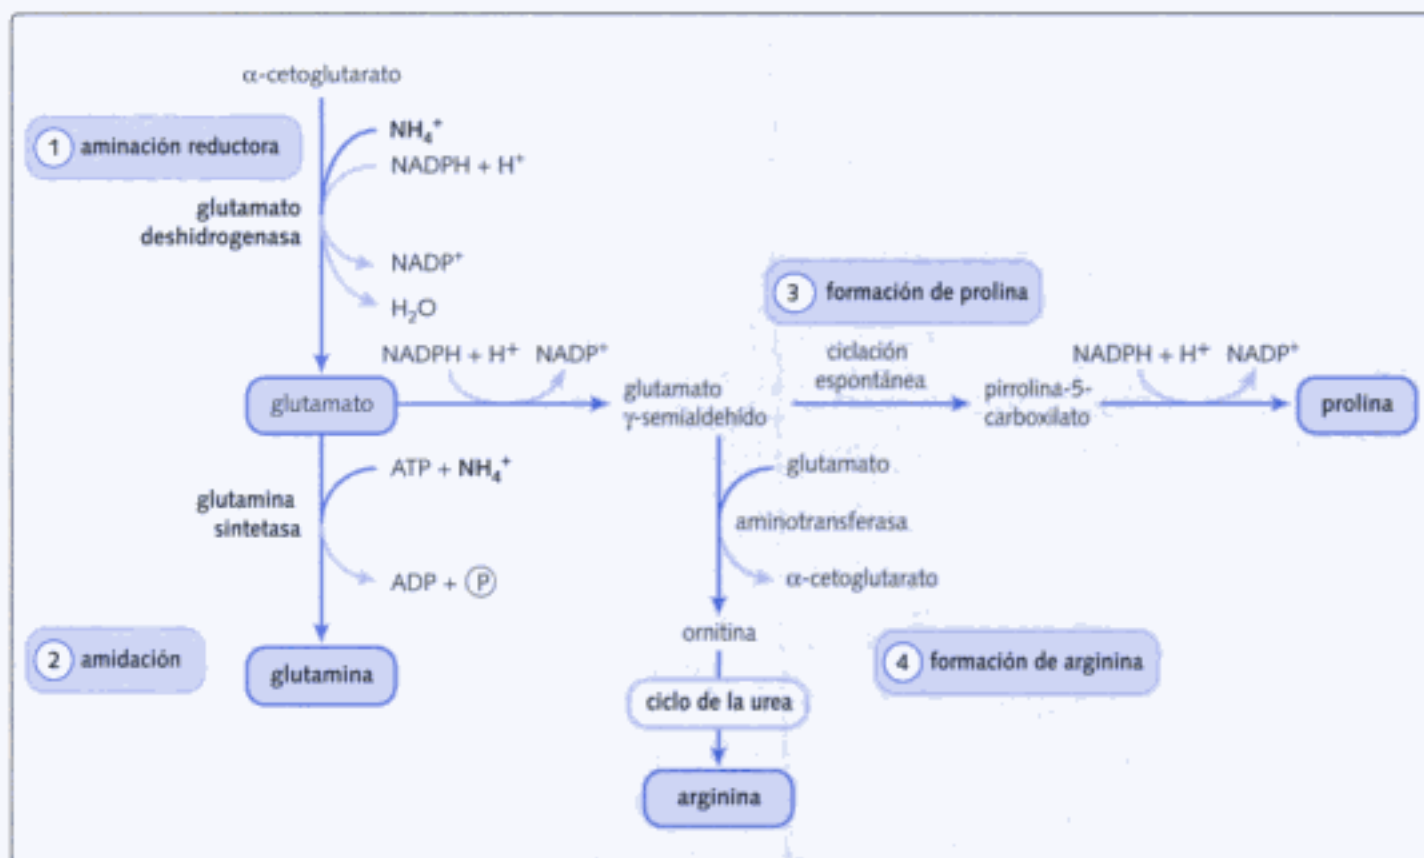 α-cetoglutarato
1 aminación reductora
NH₄⁺
NADPH + H⁺
glutamato
deshidrogenasa
NADP⁺
H₂O
3 formación de prolina
NADPH + H⁺ NADP⁺
glutamato
glutamato
γ-semialdehído
ciclación
espontánea
pirrolina-5-
carboxilato
NADPH + H⁺ NADP⁺
prolina
ATP + NH₄⁺
glutamina
sintetasa
ADP + P
2 amidación
glutamina
glutamato
aminotransferasa
α-cetoglutarato
ornitina
4 formación de arginina
ciclo de la urea
arginina